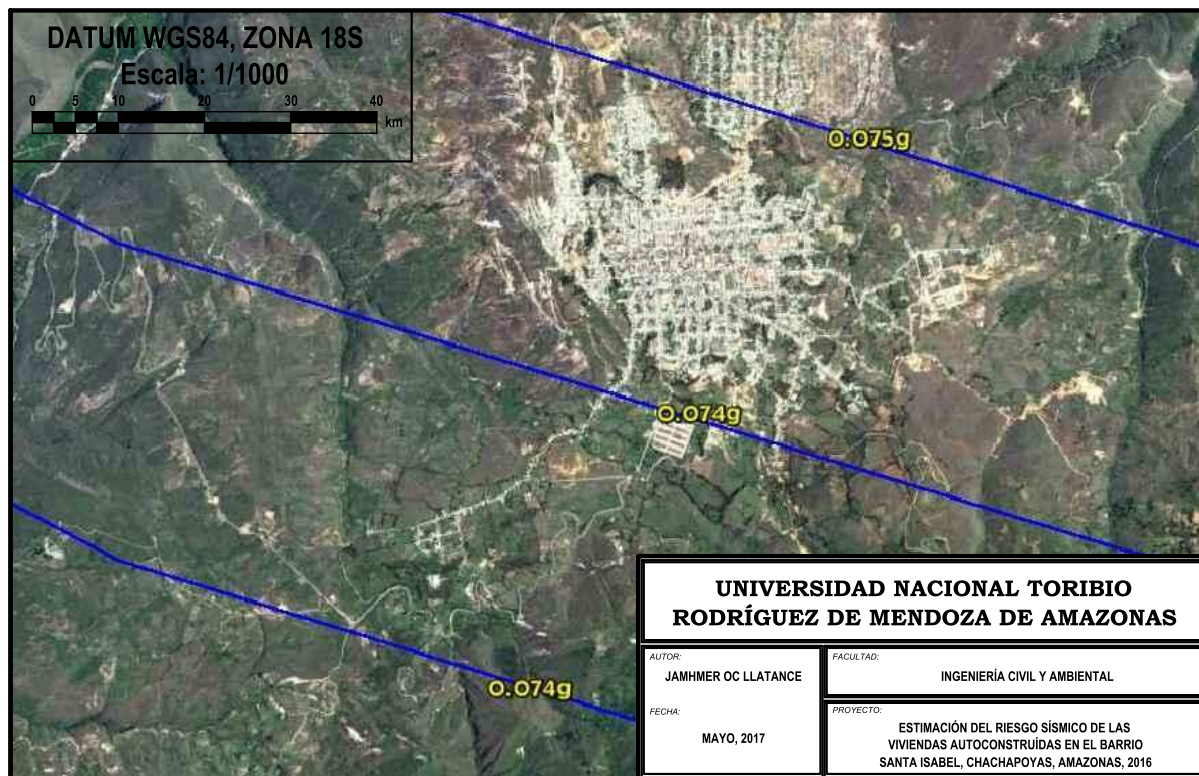 DATUM WGS84, ZONA 18S
Escala: 1/1000
0 5 10 20 30 40
km
0.075g
0.074g
0.074g
UNIVERSIDAD NACIONAL TORIBIO
RODRÍGUEZ DE MENDOZA DE AMAZONAS
AUTOR:
JAMHMER OC LLATANCE
FECHA:
MAYO, 2017
FACULTAD:
INGENIERÍA CIVIL Y AMBIENTAL
PROYECTO:
ESTIMACIÓN DEL RIESGO SÍSMICO DE LAS
VIVIENDAS AUTOCONSTRUÍDAS EN EL BARRIO
SANTA ISABEL, CHACHAPOYAS, AMAZONAS, 2016